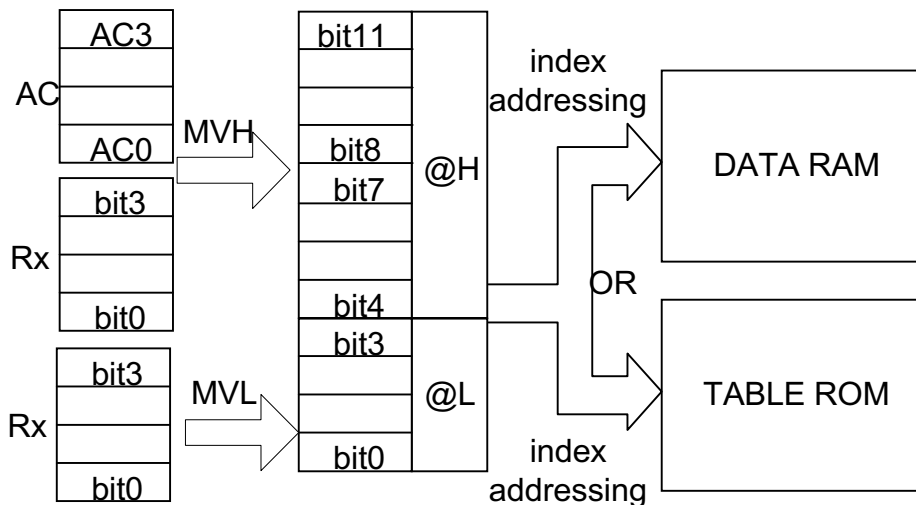 AC3
AC
AC0
bit3
Rx
bit0
bit3
Rx
bit0
MVH
MVL
bit11
bit8
bit7
bit4
bit3
bit0
@H
@L
index
addressing
OR
index
addressing
DATA RAM
TABLE ROM